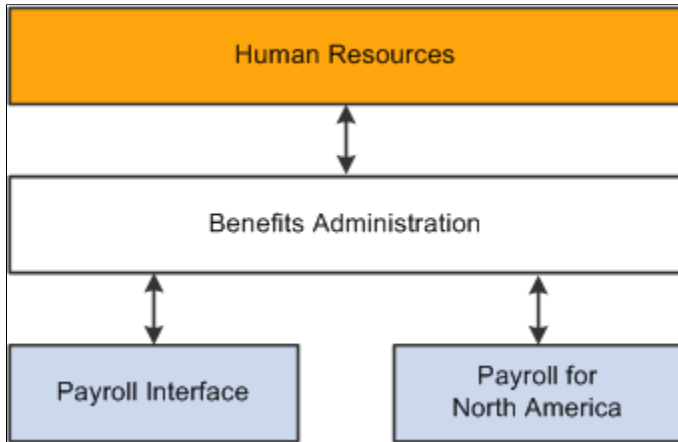 Human Resources
Benefits Administration
Payroll Interface
Payroll for
North America